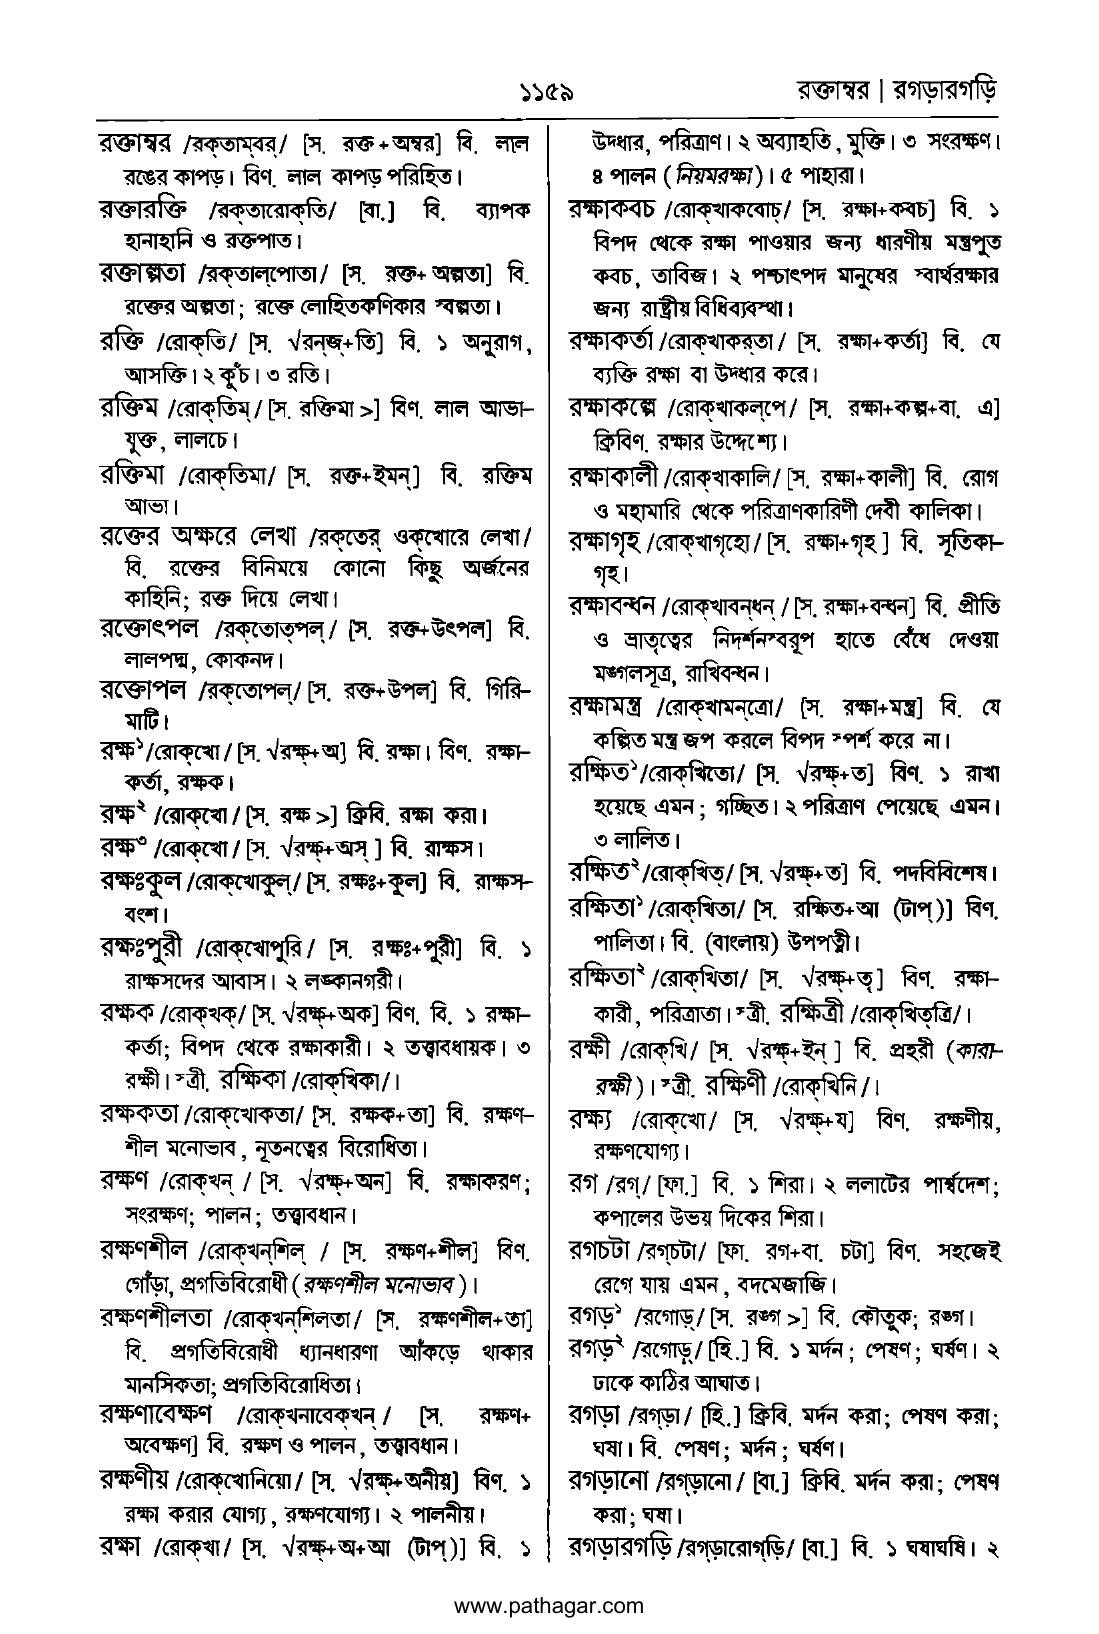 ১১৫৯
রক্তাম্বর | রগড়ারগড়ি
রক্তাম্বর /রক্‌তাম্‌বর্‌/ [স. রক্ত+অম্বর] বি. লাল
রঙের কাপড়। বিণ. লাল কাপড় পরিহিত।
রক্তারক্তি /রক্‌তারোক্‌তি/ [বা.] বি. ব্যাপক
হানাহানি ও রক্তপাত।
রক্তাল্পতা /রক্‌তাল্‌পোতা/ [স. রক্ত+অল্পতা] বি.
রক্তের অল্পতা; রক্তে লোহিতকণিকার স্বল্পতা।
রক্তি /রোক্‌তি/ [স. √রন্‌জ্‌+তি] বি. ১ অনুরাগ,
আসক্তি। ২ কুঁচ। ৩ রতি।
রক্তিম /রোক্‌তিম্‌/ [স. রক্তিমা >] বিণ. লাল আভা–
যুক্ত, লালচে।
রক্তিমা /রোক্‌তিমা/ [স. রক্ত+ইমন্‌] বি. রক্তিম
আভা।
রক্তের অক্ষরে লেখা /রক্‌তের্‌ ওক্‌খোরে লেখা/
বি. রক্তের বিনিময়ে কোনো কিছু অর্জনের
কাহিনি; রক্ত দিয়ে লেখা।
রক্তোৎপল /রক্‌তোত্‌পল্‌/ [স. রক্ত+উৎপল] বি.
লালপদ্ম, কোকনদ।
রক্তোপল /রক্‌তোপল্‌/ [স. রক্ত+উপল] বি. গিরি–
মাটি।
রক্ষ১ /রোক্‌খো/ [স. √রক্ষ্‌+অ] বি. রক্ষা। বিণ. রক্ষা–
কর্তা, রক্ষক।
রক্ষ২ /রোক্‌খো/ [স. রক্ষ >] ক্রিবি. রক্ষা করা।
রক্ষ৩ /রোক্‌খো/ [স. √রক্ষ্‌+অস্‌] বি. রাক্ষস।
রক্ষঃকুল /রোক্‌খোকুল্‌/ [স. রক্ষঃ+কুল] বি. রাক্ষস–
বংশ।
রক্ষঃপুরী /রোক্‌খোপুরি/ [স. রক্ষঃ+পুরী] বি. ১
রাক্ষসদের আবাস। ২ লঙ্কানগরী।
রক্ষক /রোক্‌খক্‌/ [স. √রক্ষ্‌+অক] বিণ. বি. ১ রক্ষা–
কর্তা; বিপদ থেকে রক্ষাকারী। ২ তত্ত্বাবধায়ক। ৩
রক্ষী। স্ত্রী. রক্ষিকা /রোক্‌খিকা/।
রক্ষকতা /রোক্‌খোকতা/ [স. রক্ষক+তা] বি. রক্ষণ–
শীল মনোভাব, নূতনত্বের বিরোধিতা।
রক্ষণ /রোক্‌খন্‌/ [স. √রক্ষ্‌+অন] বি. রক্ষাকরণ;
সংরক্ষণ; পালন; তত্ত্বাবধান।
রক্ষণশীল /রোক্‌খন্‌শিল্‌/ [স. রক্ষণ+শীল] বিণ.
গোঁড়া, প্রগতিবিরোধী (রক্ষণশীল মনোভাব)।
রক্ষণশীলতা /রোক্‌খন্‌শিলতা/ [স. রক্ষণশীল+তা]
বি. প্রগতিবিরোধী ধ্যানধারণা আঁকড়ে থাকার
মানসিকতা; প্রগতিবিরোধিতা।
রক্ষণাবেক্ষণ /রোক্‌খনাবেক্‌খন্‌/ [স. রক্ষণ+
অবেক্ষণ] বি. রক্ষণ ও পালন, তত্ত্বাবধান।
রক্ষণীয় /রোক্‌খোনিয়ো/ [স. √রক্ষ্‌+অনীয়] বিণ. ১
রক্ষা করার যোগ্য, রক্ষণযোগ্য। ২ পালনীয়।
রক্ষা /রোক্‌খা/ [স. √রক্ষ্‌+অ+আ (টাপ্‌)] বি. ১
উদ্ধার, পরিত্রাণ। ২ অব্যাহতি, মুক্তি। ৩ সংরক্ষণ।
৪ পালন (নিয়মরক্ষা)। ৫ পাহারা।
রক্ষাকবচ /রোক্‌খাকবোচ্‌/ [স. রক্ষা+কবচ] বি. ১
বিপদ থেকে রক্ষা পাওয়ার জন্য ধারণীয় মন্ত্রপুত
কবচ, তাবিজ। ২ পশ্চাৎপদ মানুষের স্বার্থরক্ষার
জন্য রাষ্ট্রীয় বিধিব্যবস্থা।
রক্ষাকর্তা /রোক্‌খাকর্‌তা/ [স. রক্ষা+কর্তা] বি. যে
ব্যক্তি রক্ষা বা উদ্ধার করে।
রক্ষাকল্পে /রোক্‌খাকল্‌পে/ [স. রক্ষা+কল্প+বা. এ]
ক্রিবিণ. রক্ষার উদ্দেশ্যে।
রক্ষাকালী /রোক্‌খাকালি/ [স. রক্ষা+কালী] বি. রোগ
ও মহামারি থেকে পরিত্রাণকারিণী দেবী কালিকা।
রক্ষাগৃহ /রোক্‌খাগৃহো/ [স. রক্ষা+গৃহ] বি. সূতিকা–
গৃহ।
রক্ষাবন্ধন /রোক্‌খাবন্‌ধন্‌/ [স. রক্ষা+বন্ধন] বি. প্রীতি
ও ভ্রাতৃত্বের নিদর্শনস্বরূপ হাতে বেঁধে দেওয়া
মঙ্গলসূত্র, রাখিবন্ধন।
রক্ষামন্ত্র /রোক্‌খামন্‌ত্রো/ [স. রক্ষা+মন্ত্র] বি. যে
কল্পিত মন্ত্র জপ করলে বিপদ স্পর্শ করে না।
রক্ষিত১ /রোক্‌খিতো/ [স. √রক্ষ্‌+ত] বিণ. ১ রাখা
হয়েছে এমন; গচ্ছিত। ২ পরিত্রাণ পেয়েছে এমন।
৩ লালিত।
রক্ষিত২ /রোক্‌খিত্‌/ [স. √রক্ষ্‌+ত] বি. পদবিবিশেষ।
রক্ষিতা১ /রোক্‌খিতা/ [স. রক্ষিত+আ (টাপ্‌)] বিণ.
পালিতা। বি. (বাংলায়) উপপত্নী।
রক্ষিতা২ /রোক্‌খিতা/ [স. √রক্ষ্‌+তৃ] বিণ. রক্ষা–
কারী, পরিত্রাতা। স্ত্রী. রক্ষিত্রী /রোক্‌খিত্‌ত্রি/।
রক্ষী /রোক্‌খি/ [স. √রক্ষ্‌+ইন্‌] বি. প্রহরী (কারা–
রক্ষী)। স্ত্রী. রক্ষিণী /রোক্‌খিনি/।
রক্ষ্য /রোক্‌খো/ [স. √রক্ষ্‌+য] বিণ. রক্ষণীয়,
রক্ষণযোগ্য।
রগ /রগ্‌/ [ফা.] বি. ১ শিরা। ২ ললাটের পার্শ্বদেশ;
কপালের উভয় দিকের শিরা।
রগচটা /রগ্‌চটা/ [ফা. রগ+বা. চটা] বিণ. সহজেই
রেগে যায় এমন, বদমেজাজি।
রগড়১ /রগোড়্‌/ [স. রঙ্গ >] বি. কৌতুক; রঙ্গ।
রগড়২ /রগোড়্‌/ [হি.] বি. ১ মর্দন; পেষণ; ঘর্ষণ। ২
ঢাকে কাঠির আঘাত।
রগড়া /রগ্‌ড়া/ [হি.] ক্রিবি. মর্দন করা; পেষণ করা;
ঘষা। বি. পেষণ; মর্দন; ঘর্ষণ।
রগড়ানো /রগ্‌ড়ানো/ [বা.] ক্রিবি. মর্দন করা; পেষণ
করা; ঘষা।
রগড়ারগড়ি /রগ্‌ড়ারোগ্‌ড়ি/ [বা.] বি. ১ ঘষাঘষি। ২
www.pathagar.com